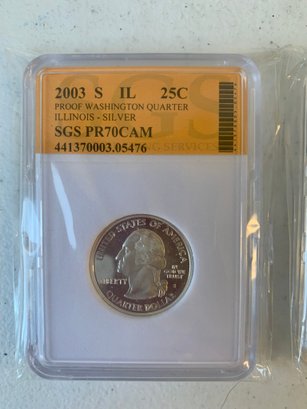 2003 S IL 25C
PROOF WASHINGTON QUARTER
ILLINOIS - SILVER
SGS PR70CAM
441370003.05476
UNITED STATES OF AMERICA
LIBERTY
IN
GOD WE
TRUST
S
QUARTER DOLLAR